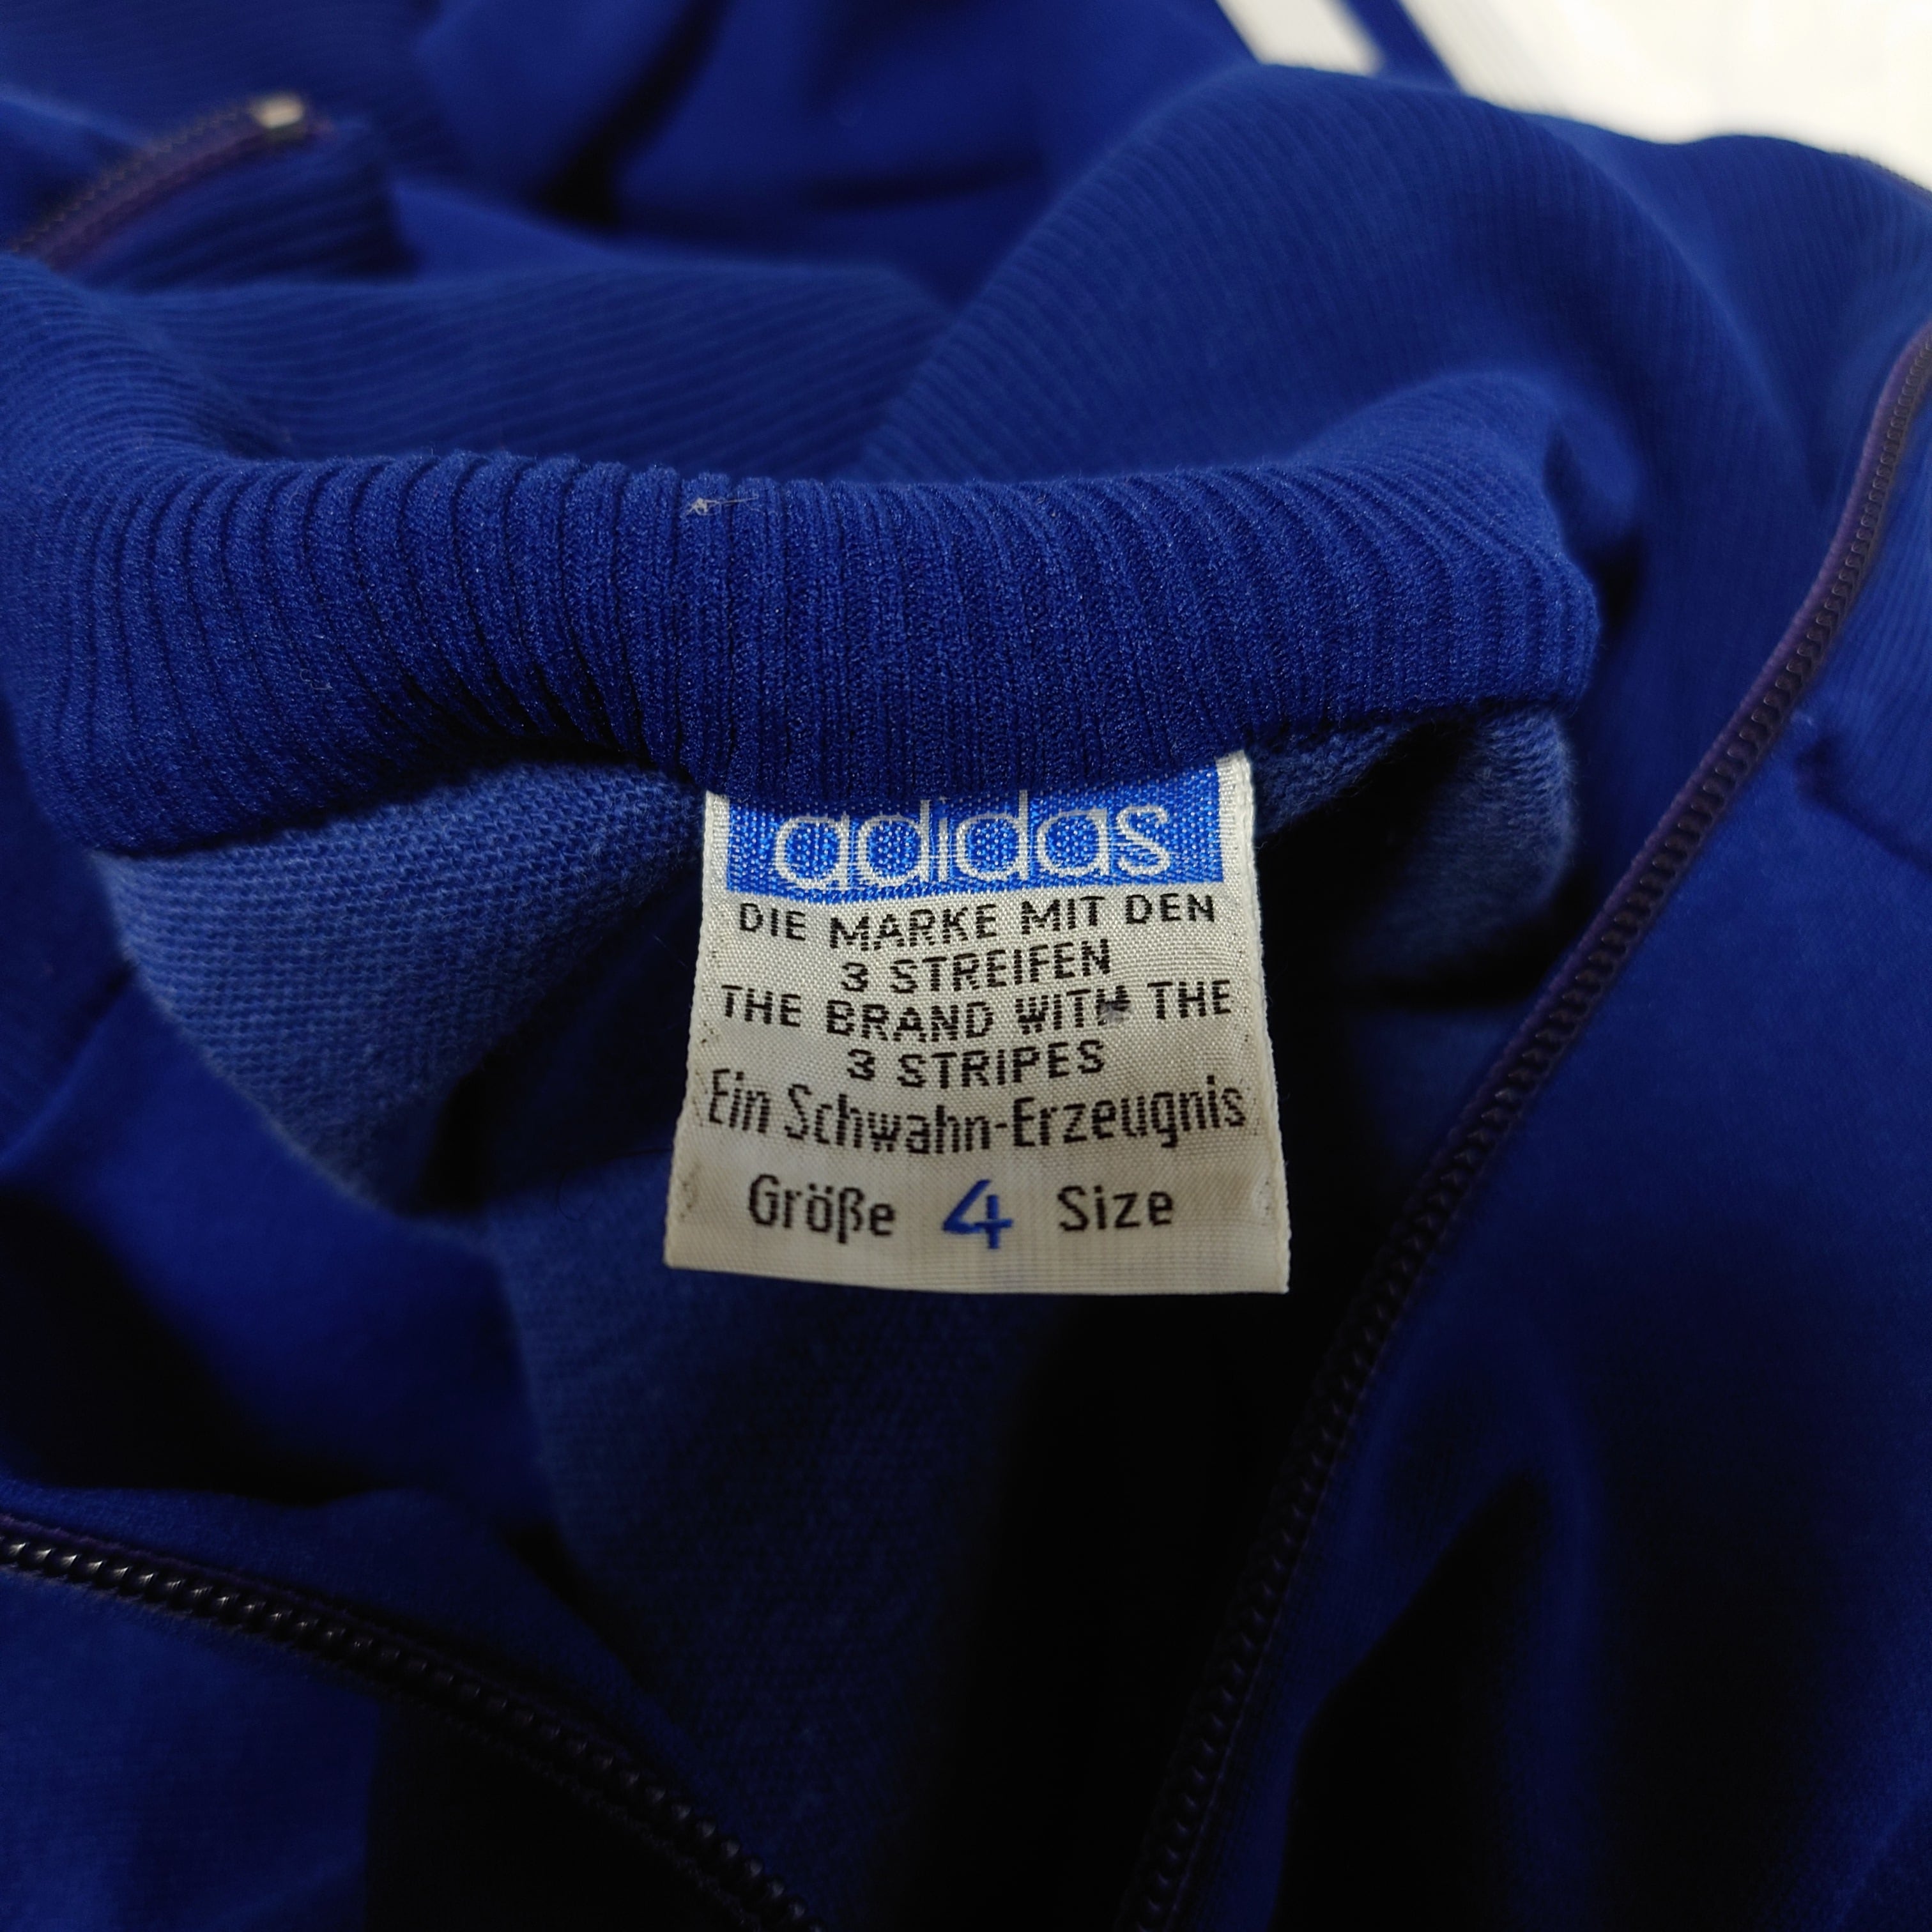 adidas
DIE MARKE MIT DEN
3 STREIFEN
THE BRAND WITH THE
3 STRIPES
Ein Schwahn-Erzeugnis
Größe 4 Size